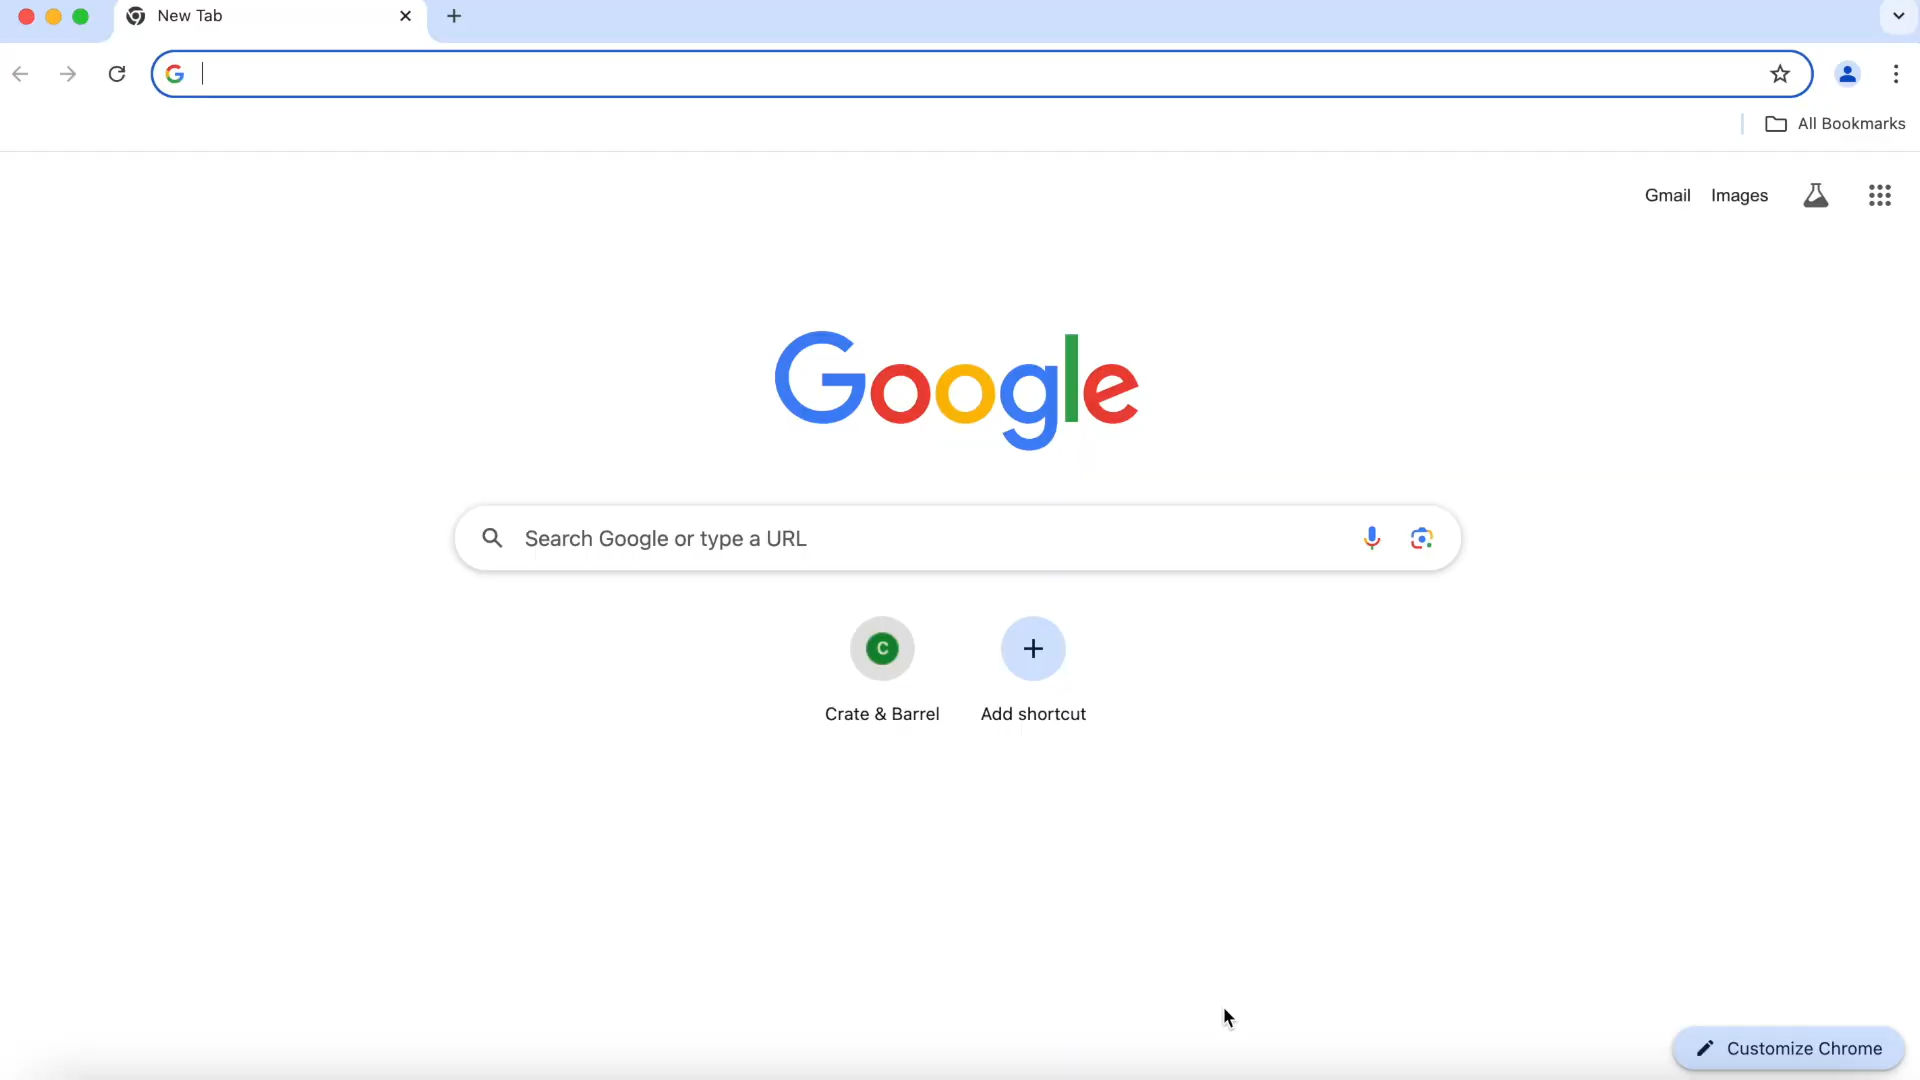 New Tab
All Bookmarks
Gmail Images
Google
Search Google or type a URL
C
Crate & Barrel Add shortcut
Customize Chrome